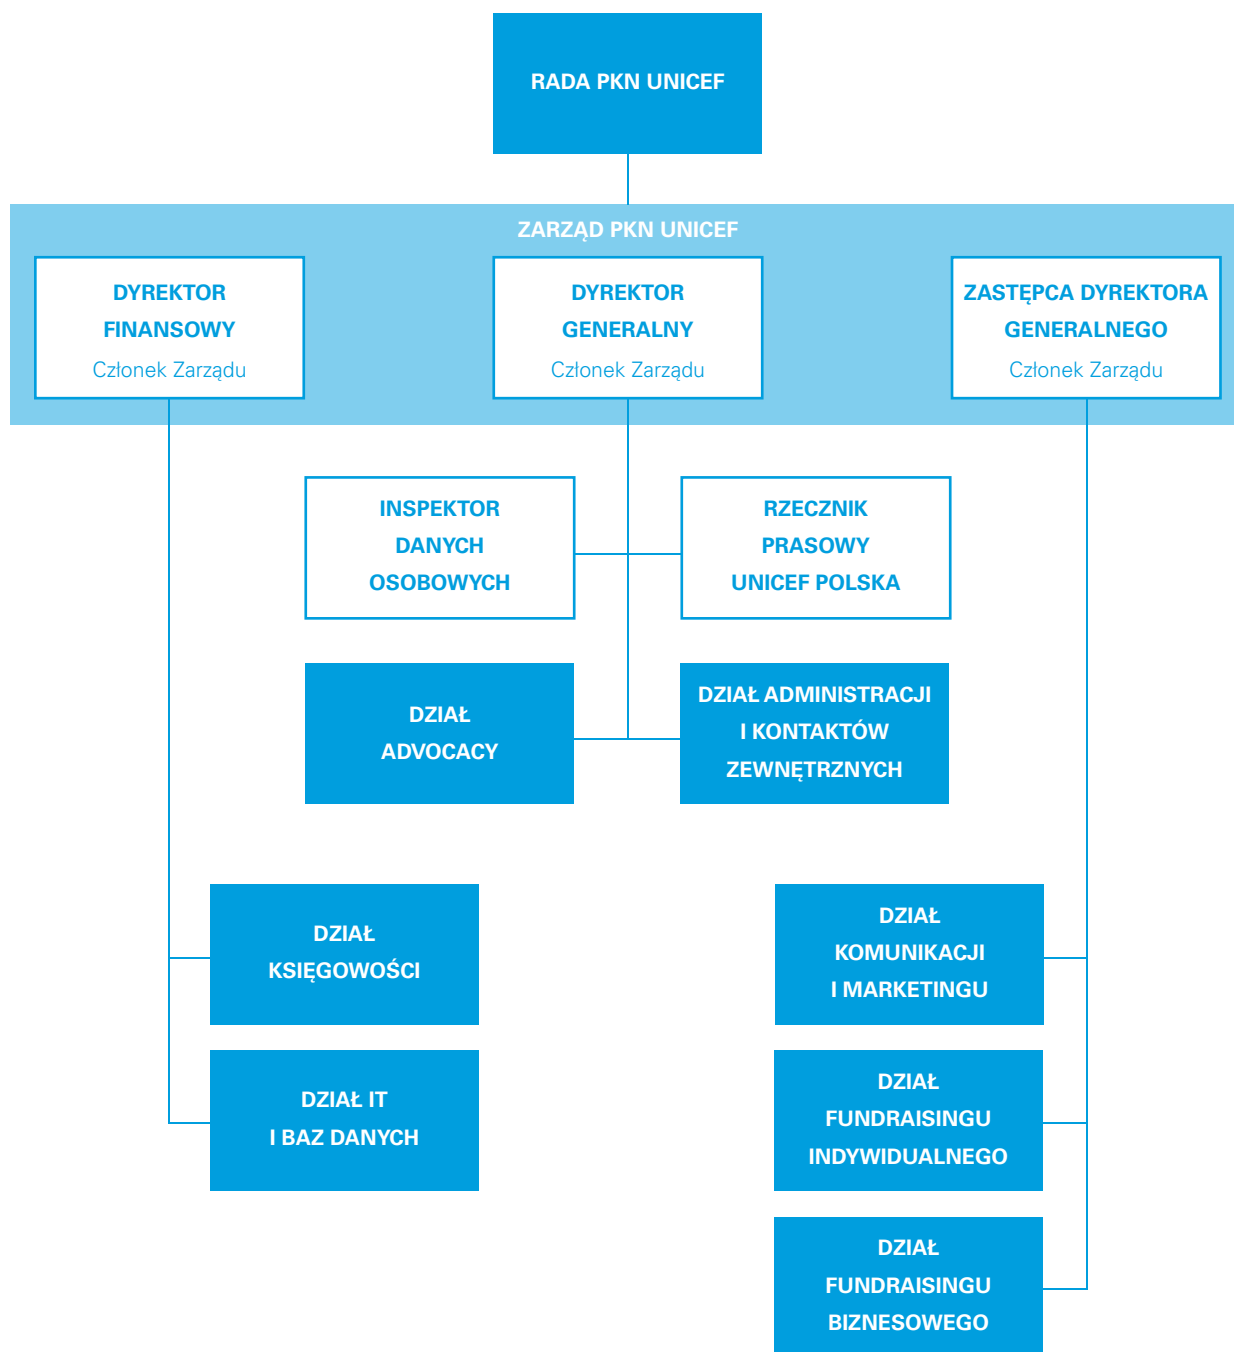 RADA PKN UNICEF
ZARZĄD PKN UNICEF
DYREKTOR
FINANSOWY
Członek Zarządu
DYREKTOR
GENERALNY
Członek Zarządu
ZASTĘPCA DYREKTORA
GENERALNEGO
Członek Zarządu
INSPEKTOR
DANYCH
OSOBOWYCH
RZECZNIK
PRASOWY
UNICEF POLSKA
DZIAŁ
ADVOCACY
DZIAŁ ADMINISTRACJI
I KONTAKTÓW
ZEWNĘTRZNYCH
DZIAŁ
KSIĘGOWOŚCI
DZIAŁ
KOMUNIKACJI
I MARKETINGU
DZIAŁ IT
I BAZ DANYCH
DZIAŁ
FUNDRAISINGU
INDYWIDUALNEGO
DZIAŁ
FUNDRAISINGU
BIZNESOWEGO